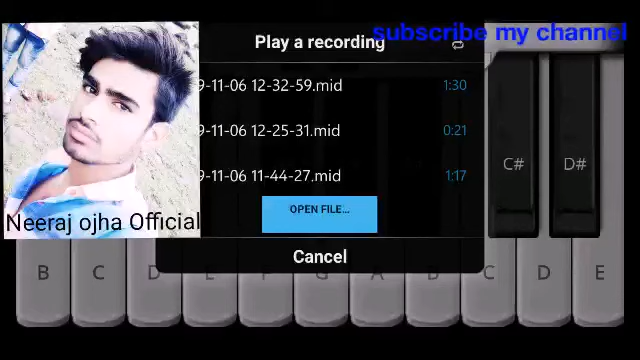 subscribe my channel
Play a recording
9-11-06 12-32-59.mid 1:30
9-11-06 12-25-31.mid 0:21
9-11-06 11-44-27.mid 1:17
OPEN FILE...
Cancel
Neeraj ojha Official
C# D#
B C D E F G A B C D E